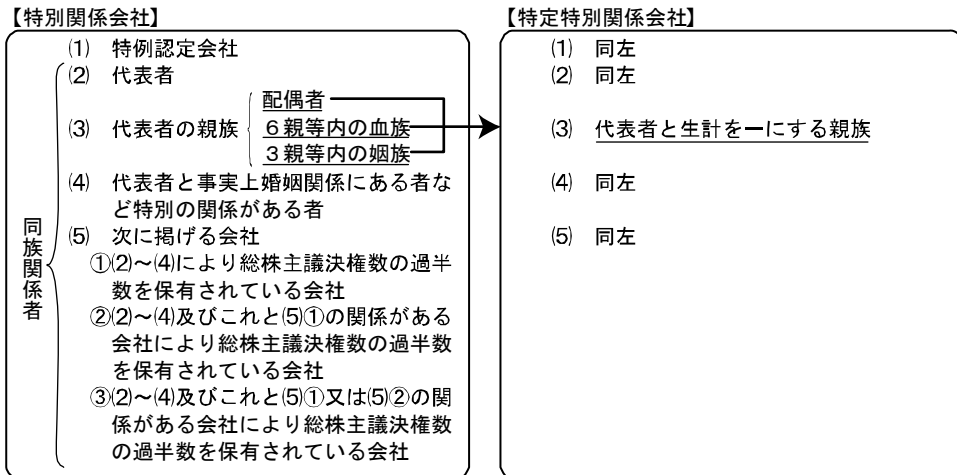 【特別関係会社】
⑴ 特例認定会社
⑵ 代表者
⑶ 代表者の親族
配偶者
6親等内の血族
3親等内の姻族
⑷ 代表者と事実上婚姻関係にある者な
ど特別の関係がある者
⑸ 次に掲げる会社
①⑵～⑷により総株主議決権数の過半
数を保有されている会社
②⑵～⑷及びこれと⑸①の関係がある
会社により総株主議決権数の過半数
を保有されている会社
③⑵～⑷及びこれと⑸①又は⑸②の関
係がある会社により総株主議決権数
の過半数を保有されている会社
同族関係者
【特定特別関係会社】
⑴ 同左
⑵ 同左
⑶ 代表者と生計を一にする親族
⑷ 同左
⑸ 同左